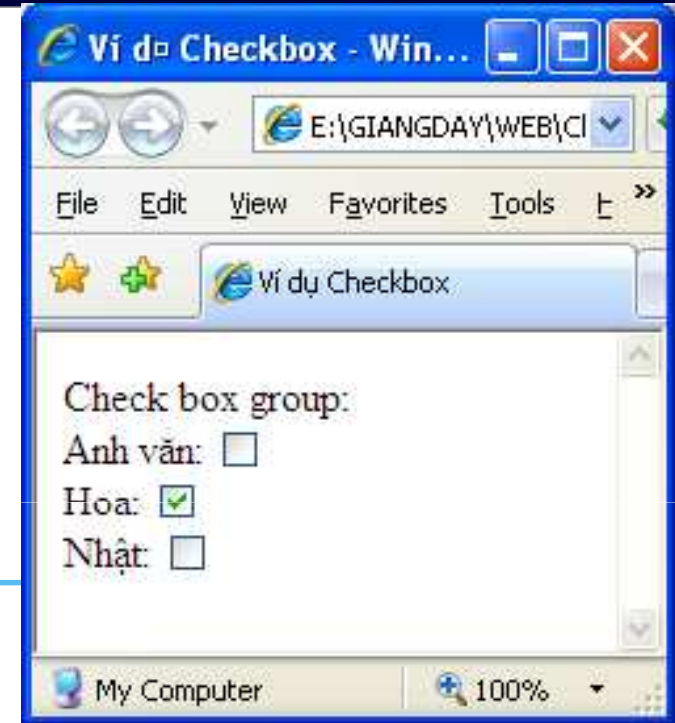 Ví d¤ Checkbox - Win...
E:\GIANGDAY\WEB\Cl
File Edit View Favorites Tools »
Ví dụ Checkbox
Check box group:
Anh văn:
Hoa:
Nhật:
My Computer 100%